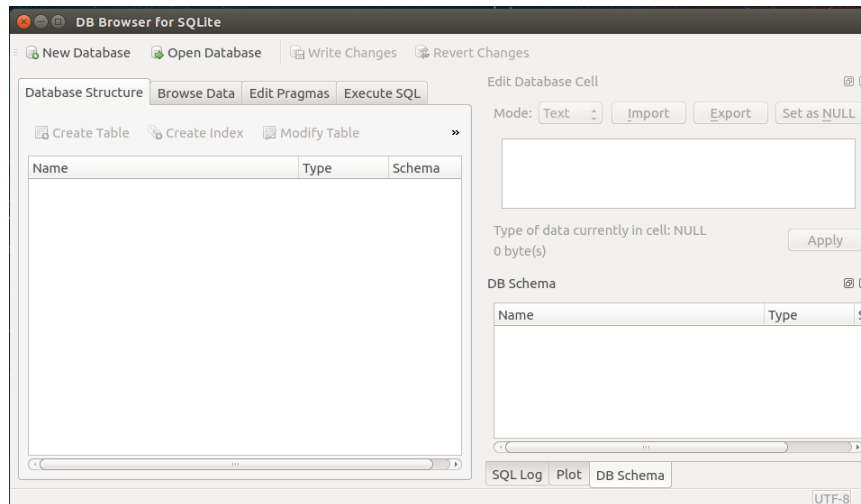 DB Browser for SQLite
New Database Open Database Write Changes Revert Changes
Database Structure Browse Data Edit Pragmas Execute SQL
Create Table Create Index Modify Table »
Name Type Schema
Edit Database Cell
Mode: Text Import Export Set as NULL
Type of data currently in cell: NULL
0 byte(s)
Apply
DB Schema
Name Type
SQL Log Plot DB Schema
UTF-8